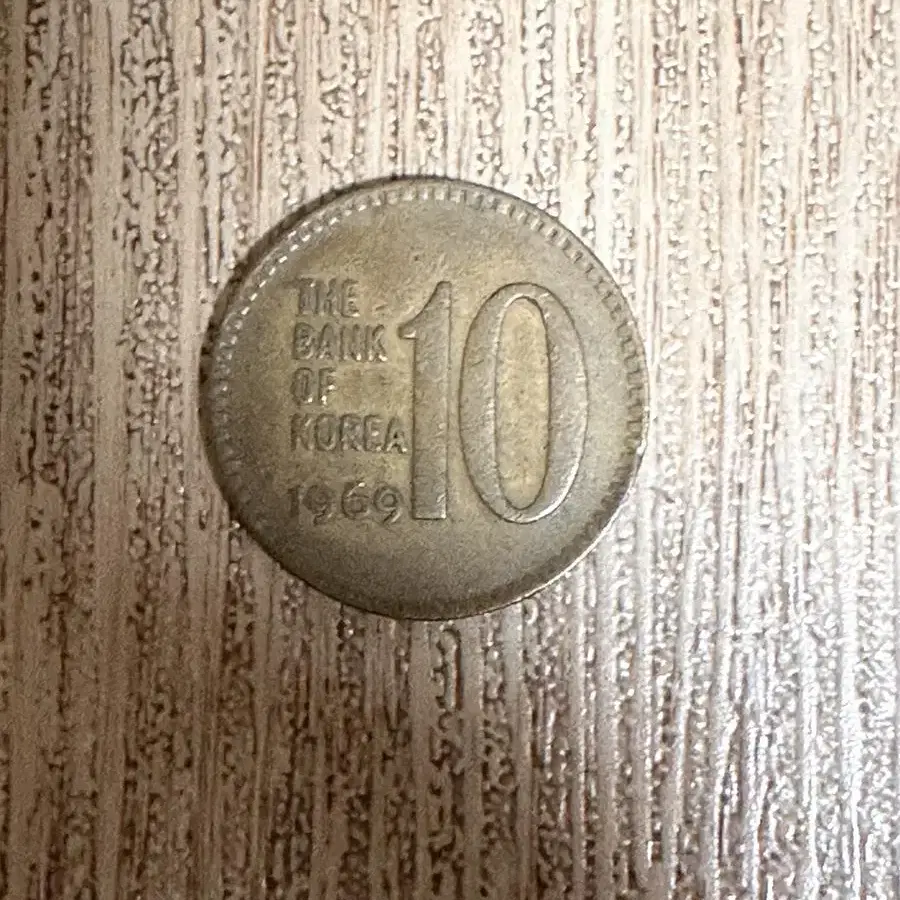 THE
BANK
OF
KOREA
1969
10